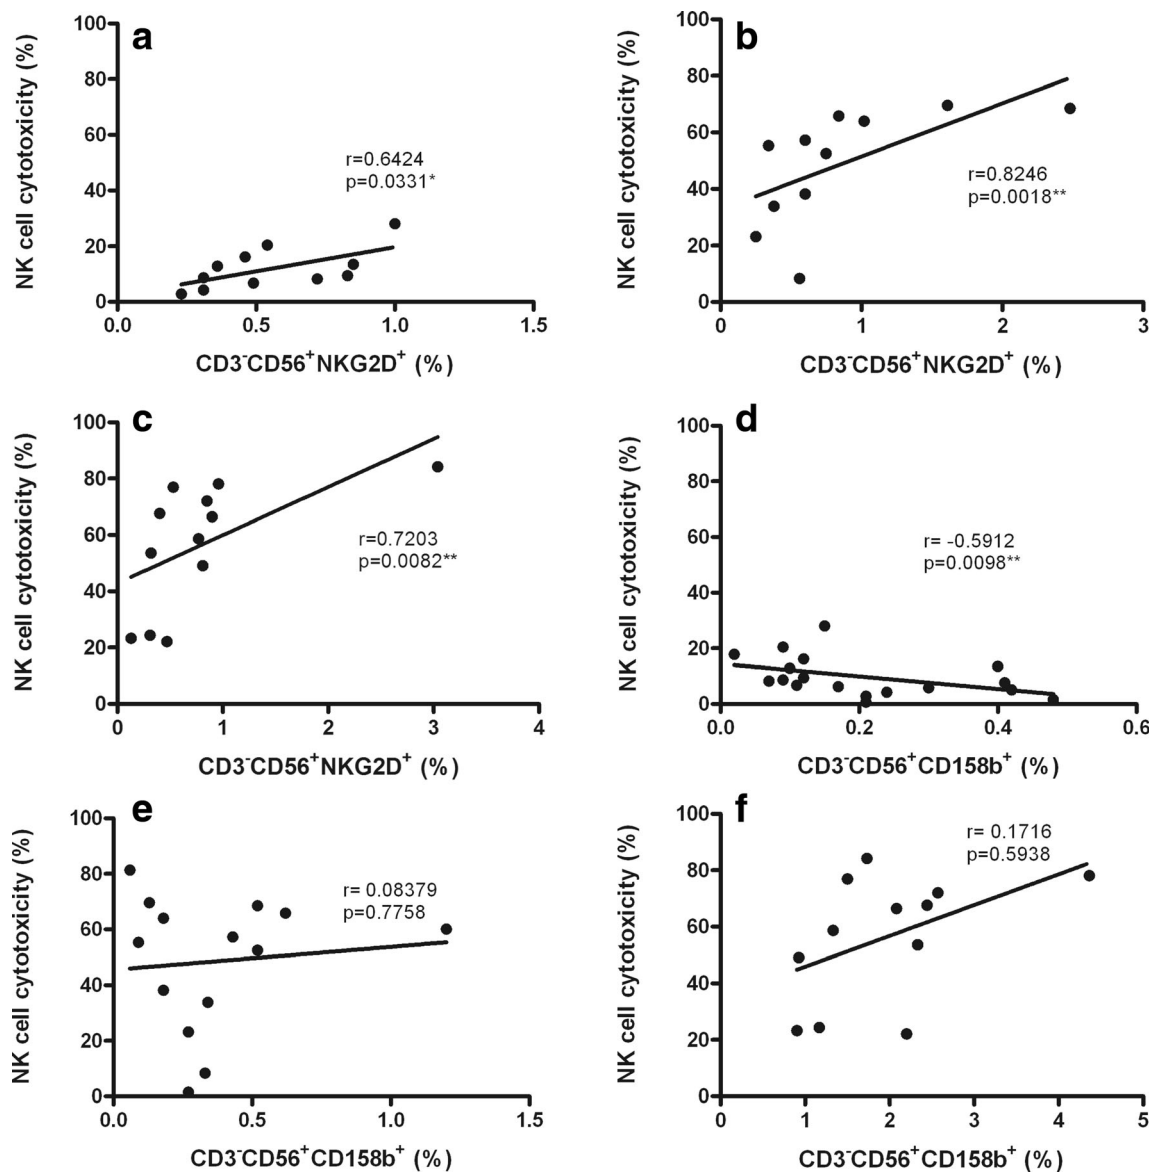 a
NK cell cytotoxicity (%)
100
80
60
40
20
0
r=0.6424
p=0.0331*
0.0 0.5 1.0 1.5
CD3⁻CD56⁺NKG2D⁺ (%)
b
NK cell cytotoxicity (%)
100
80
60
40
20
0
r=0.8246
p=0.0018**
0 1 2 3
CD3⁻CD56⁺NKG2D⁺ (%)
c
NK cell cytotoxicity (%)
100
80
60
40
20
0
r=0.7203
p=0.0082**
0 1 2 3 4
CD3⁻CD56⁺NKG2D⁺ (%)
d
NK cell cytotoxicity (%)
100
80
60
40
20
0
r= -0.5912
p=0.0098**
0.0 0.2 0.4 0.6
CD3⁻CD56⁺CD158b⁺ (%)
e
NK cell cytotoxicity (%)
100
80
60
40
20
0
r= 0.08379
p=0.7758
0.0 0.5 1.0 1.5
CD3⁻CD56⁺CD158b⁺ (%)
f
NK cell cytotoxicity (%)
100
80
60
40
20
0
r= 0.1716
p=0.5938
0 1 2 3 4 5
CD3⁻CD56⁺CD158b⁺ (%)